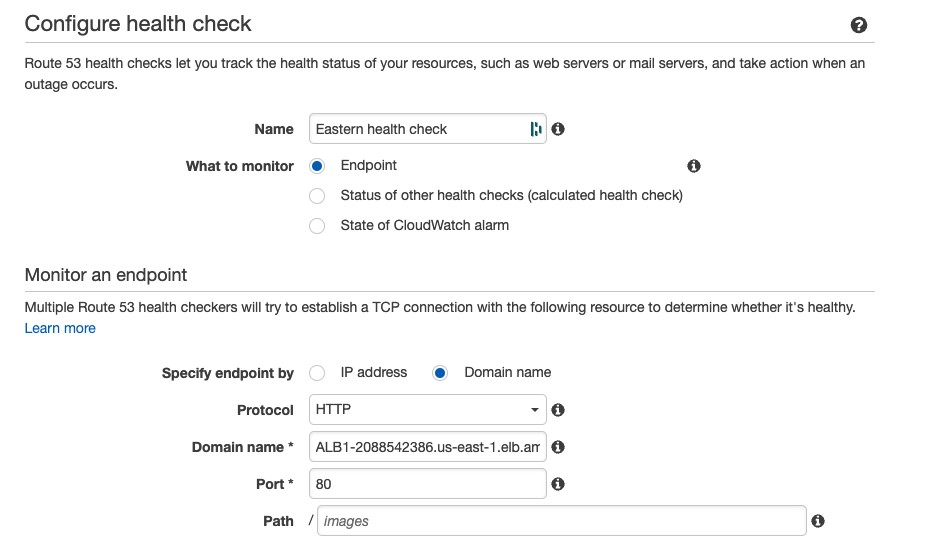 Configure health check
Route 53 health checks let you track the health status of your resources, such as web servers or mail servers, and take action when an
outage occurs.
Name Eastern health check
What to monitor Endpoint
Status of other health checks (calculated health check)
State of CloudWatch alarm
Monitor an endpoint
Multiple Route 53 health checkers will try to establish a TCP connection with the following resource to determine whether it's healthy.
Learn more
Specify endpoint by IP address Domain name
Protocol HTTP
Domain name * ALB1-2088542386.us-east-1.elb.am
Port * 80
Path / images